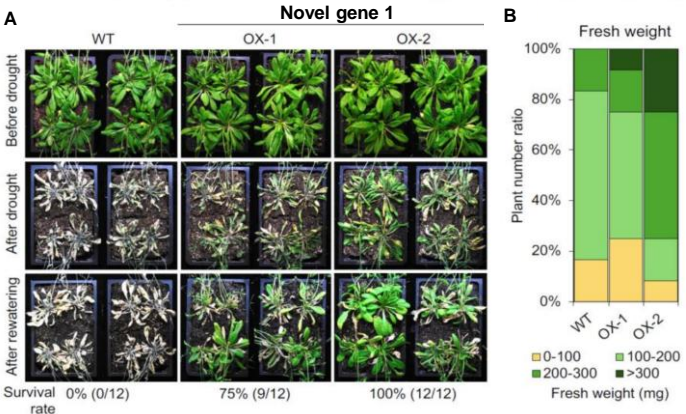 A
Novel gene 1
WT
OX-1
OX-2
Before drought
After drought
After rewatering
Survival rate
0% (0/12)
75% (9/12)
100% (12/12)
B
Fresh weight
Plant number ratio
100%
80%
60%
40%
20%
0%
WT
OX-1
OX-2
0-100
100-200
200-300
>300
Fresh weight (mg)